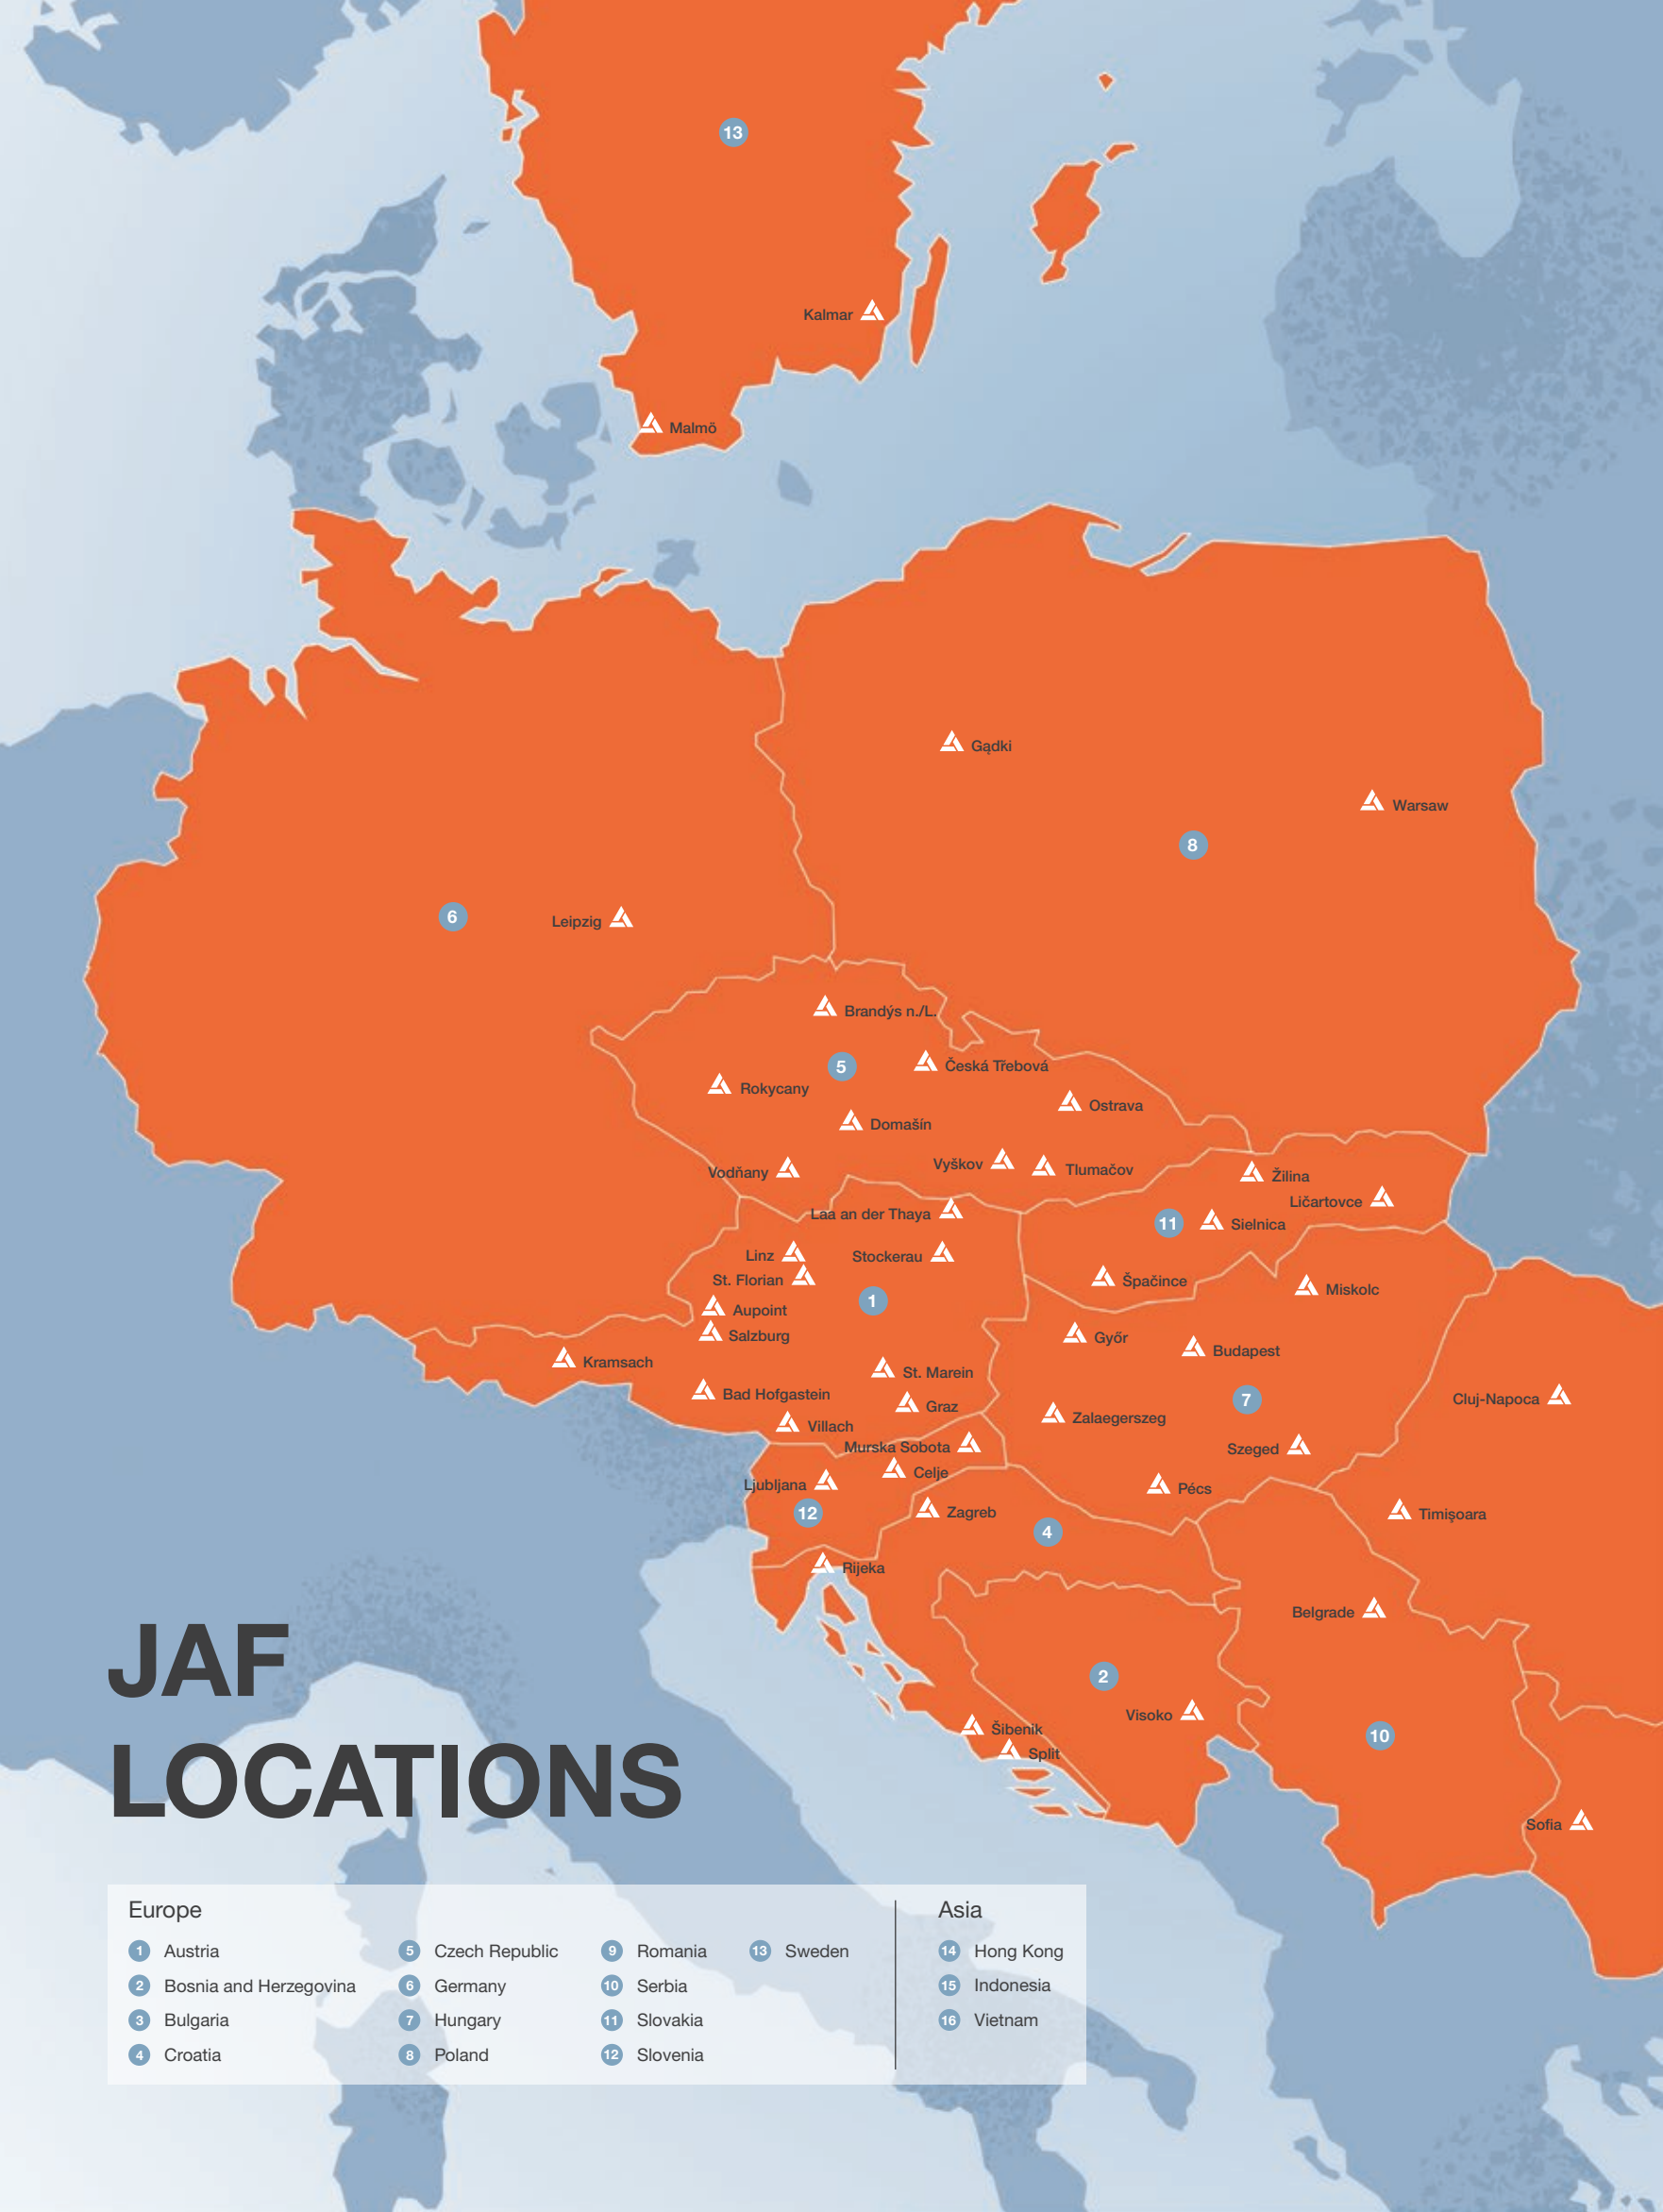 13
Kalmar
Malmö
Gądki
Warsaw
8
6
Leipzig
Brandýs n./L.
5
Česká Třebová
Rokycany
Ostrava
Domašín
Vyškov
Tlumačov
Vodňany
Žilina
Ličartovce
Laa an der Thaya
11
Sielnica
Linz
Stockerau
St. Florian
Špačince
Miskolc
1
Aupoint
Salzburg
Győr
Budapest
Kramsach
St. Marein
Bad Hofgastein
7
Cluj-Napoca
Graz
Zalaegerszeg
Villach
Murska Sobota
Szeged
Celje
Ljubljana
Pécs
12
Zagreb
Timişoara
4
Rijeka
Belgrade
2
Visoko
Šibenik
10
Split
Sofia
JAF
LOCATIONS
Europe
1 Austria
2 Bosnia and Herzegovina
3 Bulgaria
4 Croatia
5 Czech Republic
6 Germany
7 Hungary
8 Poland
9 Romania
10 Serbia
11 Slovakia
12 Slovenia
13 Sweden
Asia
14 Hong Kong
15 Indonesia
16 Vietnam